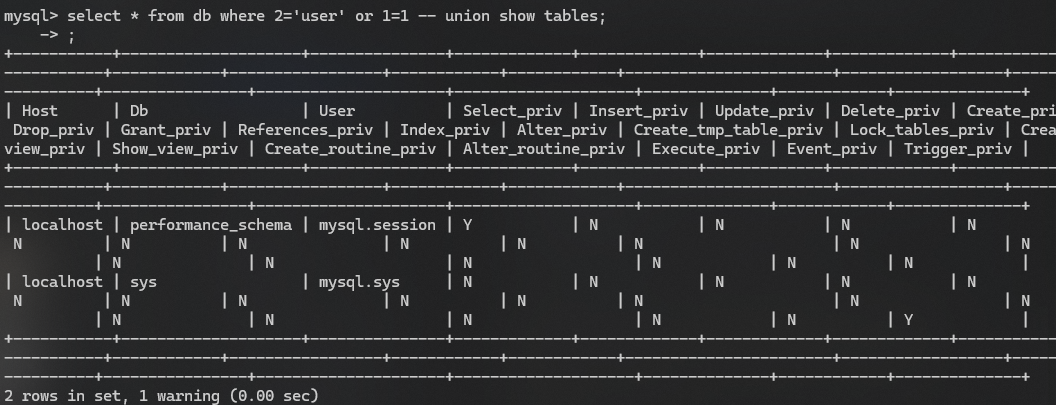 mysql> select * from db where 2='user' or 1=1 -- union show tables;
    -> ;
+-----------+--------------------+---------------+-------------+-------------+-------------+-------------+------------
-----------+------------+-----------------+------------+------------+-----------------------+------------------+-----
----------+----------------+---------------------+--------------------+--------------+------------+--------------+
| Host      | Db                 | User          | Select_priv | Insert_priv | Update_priv | Delete_priv | Create_pri
 Drop_priv | Grant_priv | References_priv | Index_priv | Alter_priv | Create_tmp_table_priv | Lock_tables_priv | Crea
view_priv | Show_view_priv | Create_routine_priv | Alter_routine_priv | Execute_priv | Event_priv | Trigger_priv |
+-----------+--------------------+---------------+-------------+-------------+-------------+-------------+------------
-----------+------------+-----------------+------------+------------+-----------------------+------------------+-----
----------+----------------+---------------------+--------------------+--------------+------------+--------------+
| localhost | performance_schema | mysql.session | Y           | N           | N           | N           | N
 N         | N          | N               | N          | N          | N                     | N                | N
          | N              | N                   | N                  | N            | N          | N            |
| localhost | sys                | mysql.sys     | N           | N           | N           | N           | N
 N         | N          | N               | N          | N          | N                     | N                | N
          | N              | N                   | N                  | N            | N          | Y            |
+-----------+--------------------+---------------+-------------+-------------+-------------+-------------+------------
-----------+------------+-----------------+------------+------------+-----------------------+------------------+-----
----------+----------------+---------------------+--------------------+--------------+------------+--------------+
2 rows in set, 1 warning (0.00 sec)